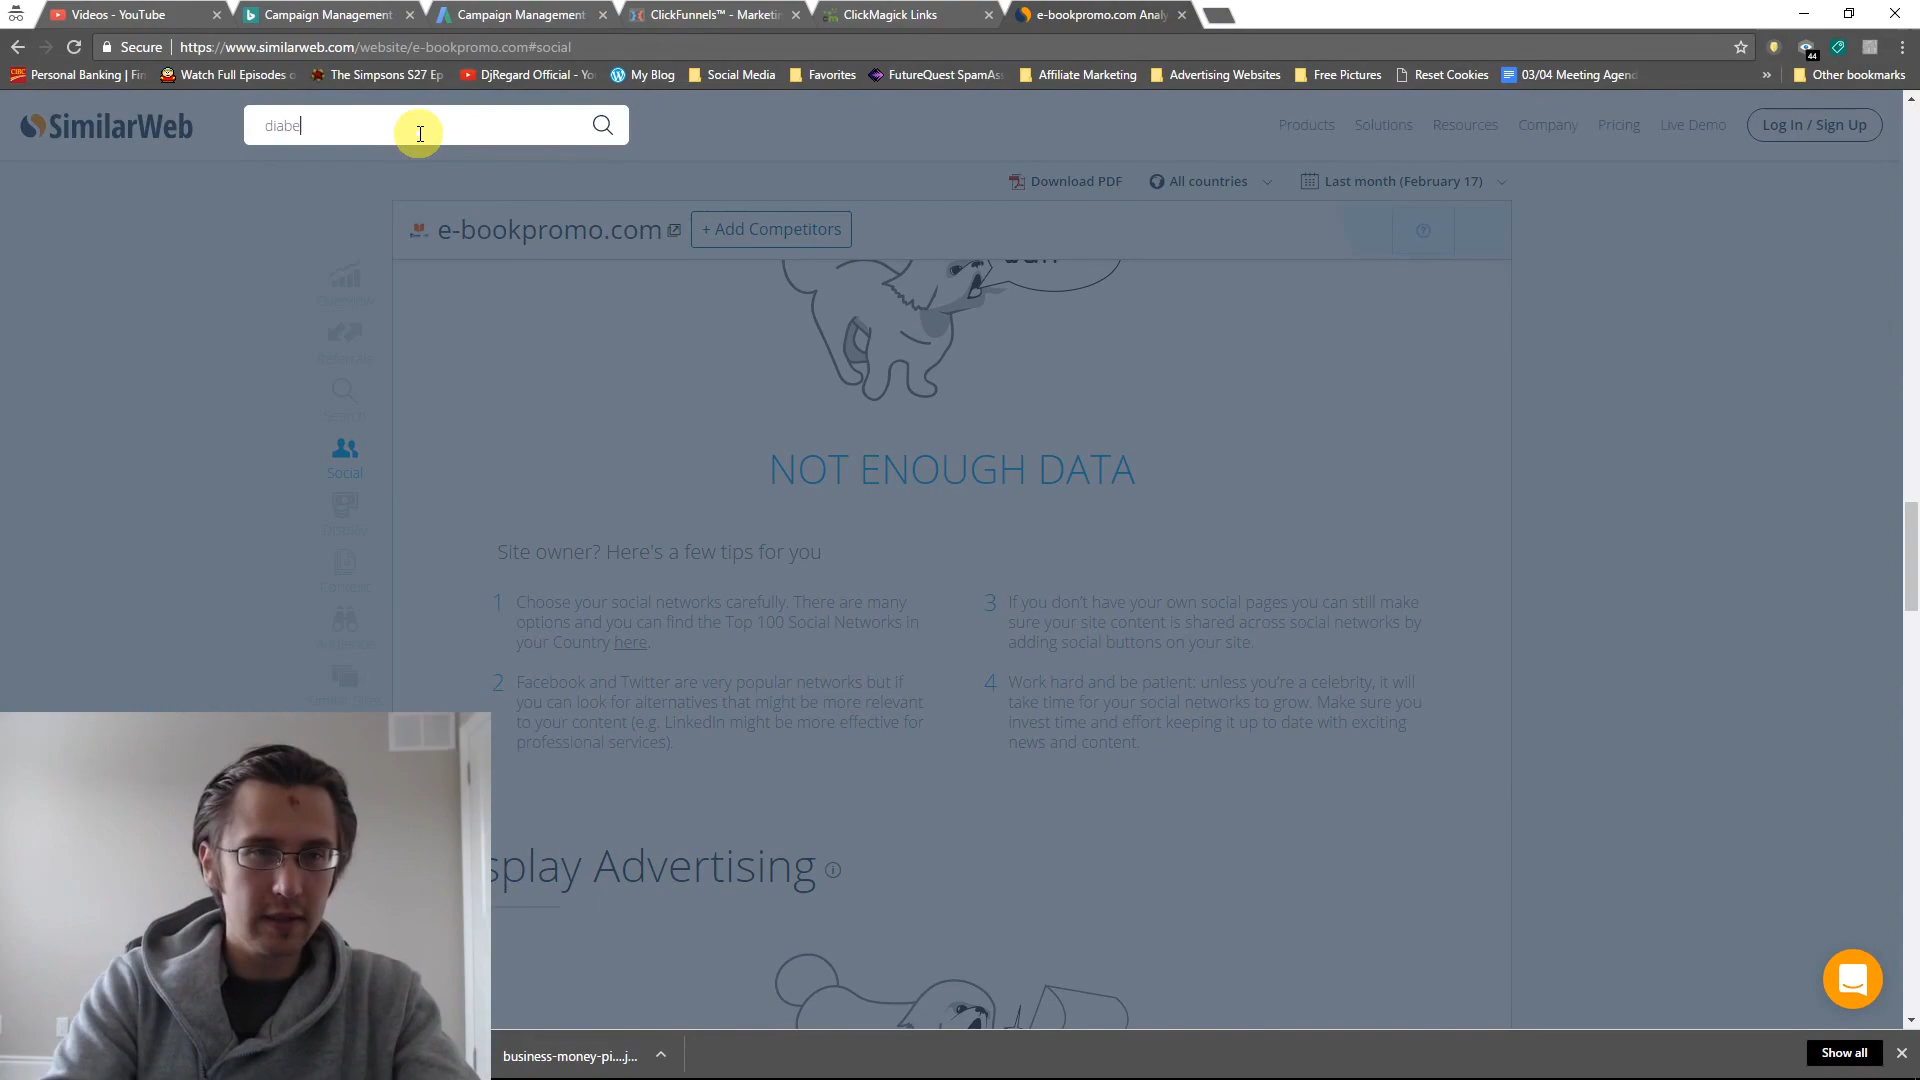 Videos - YouTube
Campaign Management
Campaign Management
ClickFunnels™ - Marketin
ClickMagick Links
e-bookpromo.com Analy
Secure
https://www.similarweb.com/website/e-bookpromo.com#social
CIBC
Personal Banking | Fin
Watch Full Episodes o
The Simpsons S27 Ep
DjRegard Official - Yo
My Blog
Social Media
Favorites
FutureQuest SpamAss
Affiliate Marketing
Advertising Websites
Free Pictures
Reset Cookies
03/04 Meeting Agend
»
Other bookmarks
44
SimilarWeb
diabe
Products
Solutions
Resources
Company
Pricing
Live Demo
Log In / Sign Up
Download PDF
All countries
Last month (February 17)
e-bookpromo.com
+ Add Competitors
Overview
Referrals
Search
Social
Display
Content
Audience
Similar Sites
NOT ENOUGH DATA
Site owner? Here's a few tips for you
1 Choose your social networks carefully. There are many
options and you can find the Top 100 Social Networks in
your Country here.
2 Facebook and Twitter are very popular networks but if
you can look for alternatives that might be more relevant
to your content (e.g. LinkedIn might be more effective for
professional services).
3 If you don't have your own social pages you can still make
sure your site content is shared across social networks by
adding social buttons on your site.
4 Work hard and be patient: unless you're a celebrity, it will
take time for your social networks to grow. Make sure you
invest time and effort keeping it up to date with exciting
news and content.
splay Advertising
business-money-pi....j...
Show all